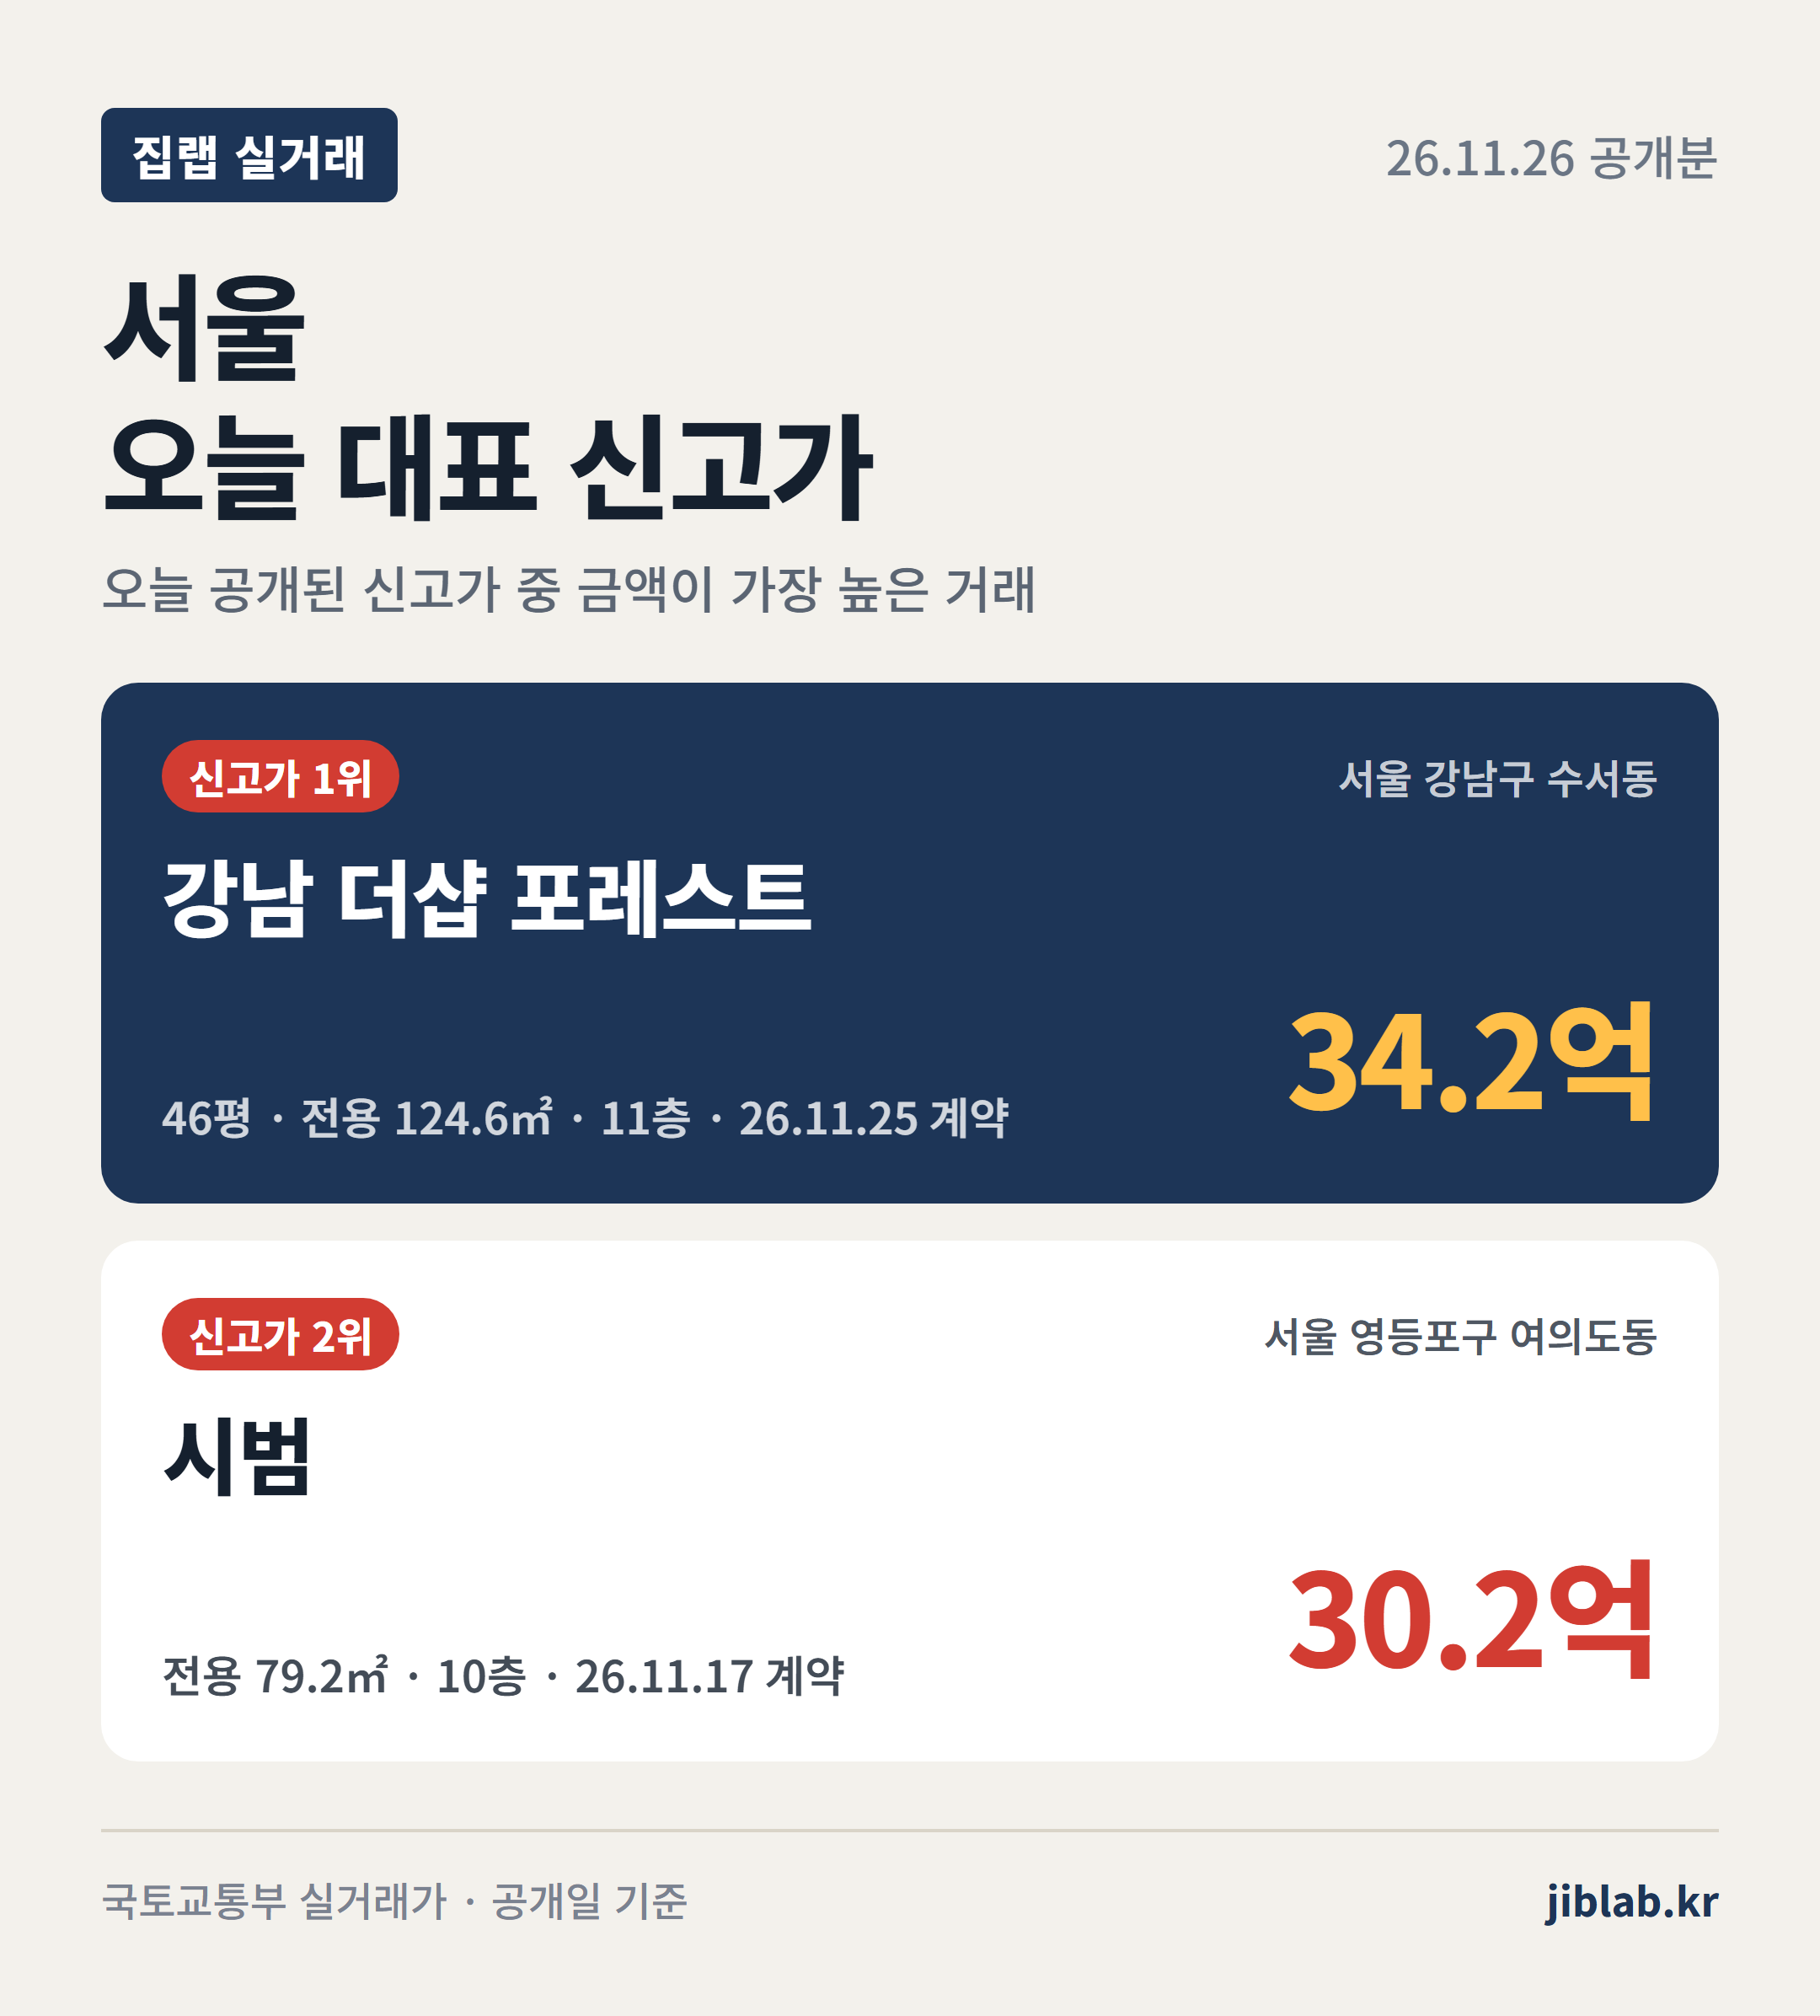 집랩 실거래
26.11.26 공개분
서울
오늘 대표 신고가
오늘 공개된 신고가 중 금액이 가장 높은 거래
신고가 1위
서울 강남구 수서동
강남 더샵 포레스트
34.2억
46평 · 전용 124.6㎡ · 11층 · 26.11.25 계약
신고가 2위
서울 영등포구 여의도동
시범
30.2억
전용 79.2㎡ · 10층 · 26.11.17 계약
국토교통부 실거래가 · 공개일 기준
jiblab.kr